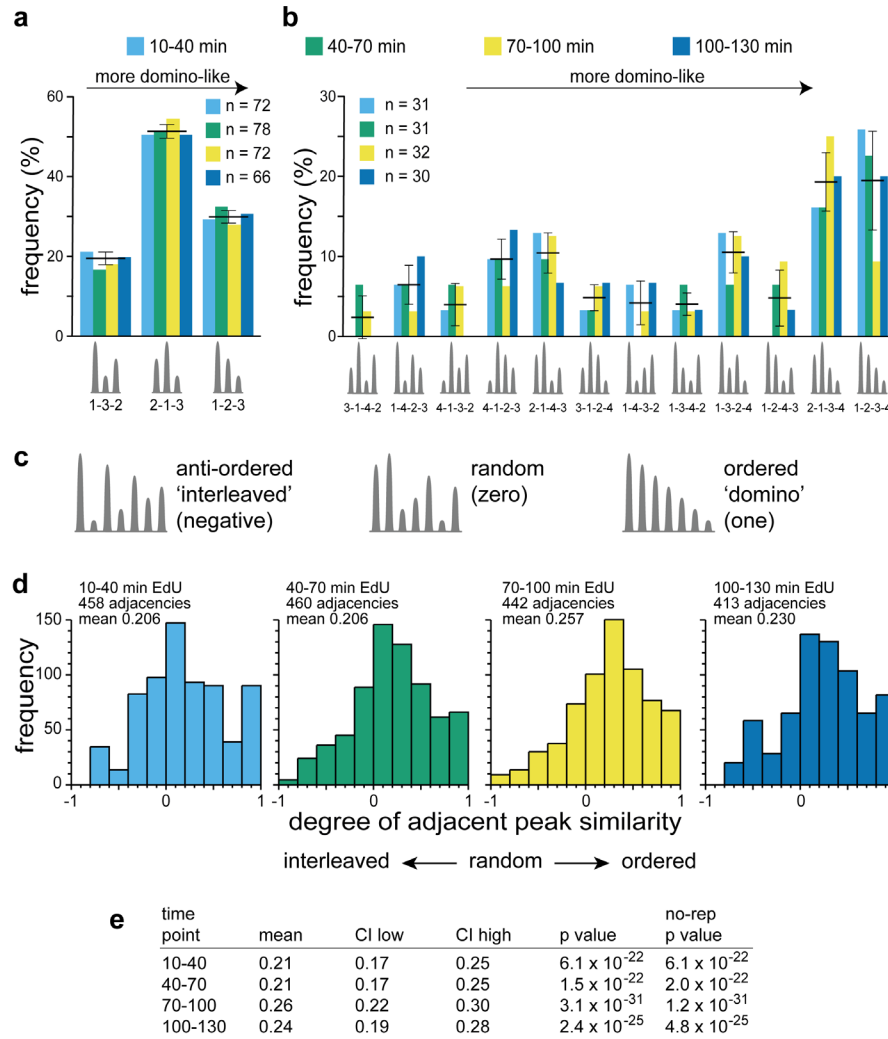 a
b
10-40 min
40-70 min
70-100 min
100-130 min
more domino-like
more domino-like
frequency (%)
60
40
20
0
n = 72
n = 78
n = 72
n = 66
1-3-2
2-1-3
1-2-3
frequency (%)
30
20
10
0
n = 31
n = 31
n = 32
n = 30
3-1-4-2
1-4-2-3
4-1-3-2
4-1-2-3
2-1-4-3
3-1-2-4
1-4-3-2
1-3-4-2
1-3-2-4
1-2-4-3
2-1-3-4
1-2-3-4
c
anti-ordered
'interleaved'
(negative)
random
(zero)
ordered
'domino'
(one)
d
10-40 min EdU
458 adjacencies
mean 0.206
40-70 min EdU
460 adjacencies
mean 0.206
70-100 min EdU
442 adjacencies
mean 0.257
100-130 min EdU
413 adjacencies
mean 0.230
frequency
150
100
50
0
-1 0 1
-1 0 1
-1 0 1
-1 0
degree of adjacent peak similarity
interleaved random ordered
e
time point mean CI low CI high p value no-rep p value
10-40 0.21 0.17 0.25 6.1 x 10⁻²² 6.1 x 10⁻²²
40-70 0.21 0.17 0.25 1.5 x 10⁻²² 2.0 x 10⁻²²
70-100 0.26 0.22 0.30 3.1 x 10⁻³¹ 1.2 x 10⁻³¹
100-130 0.24 0.19 0.28 2.4 x 10⁻²⁵ 4.8 x 10⁻²⁵